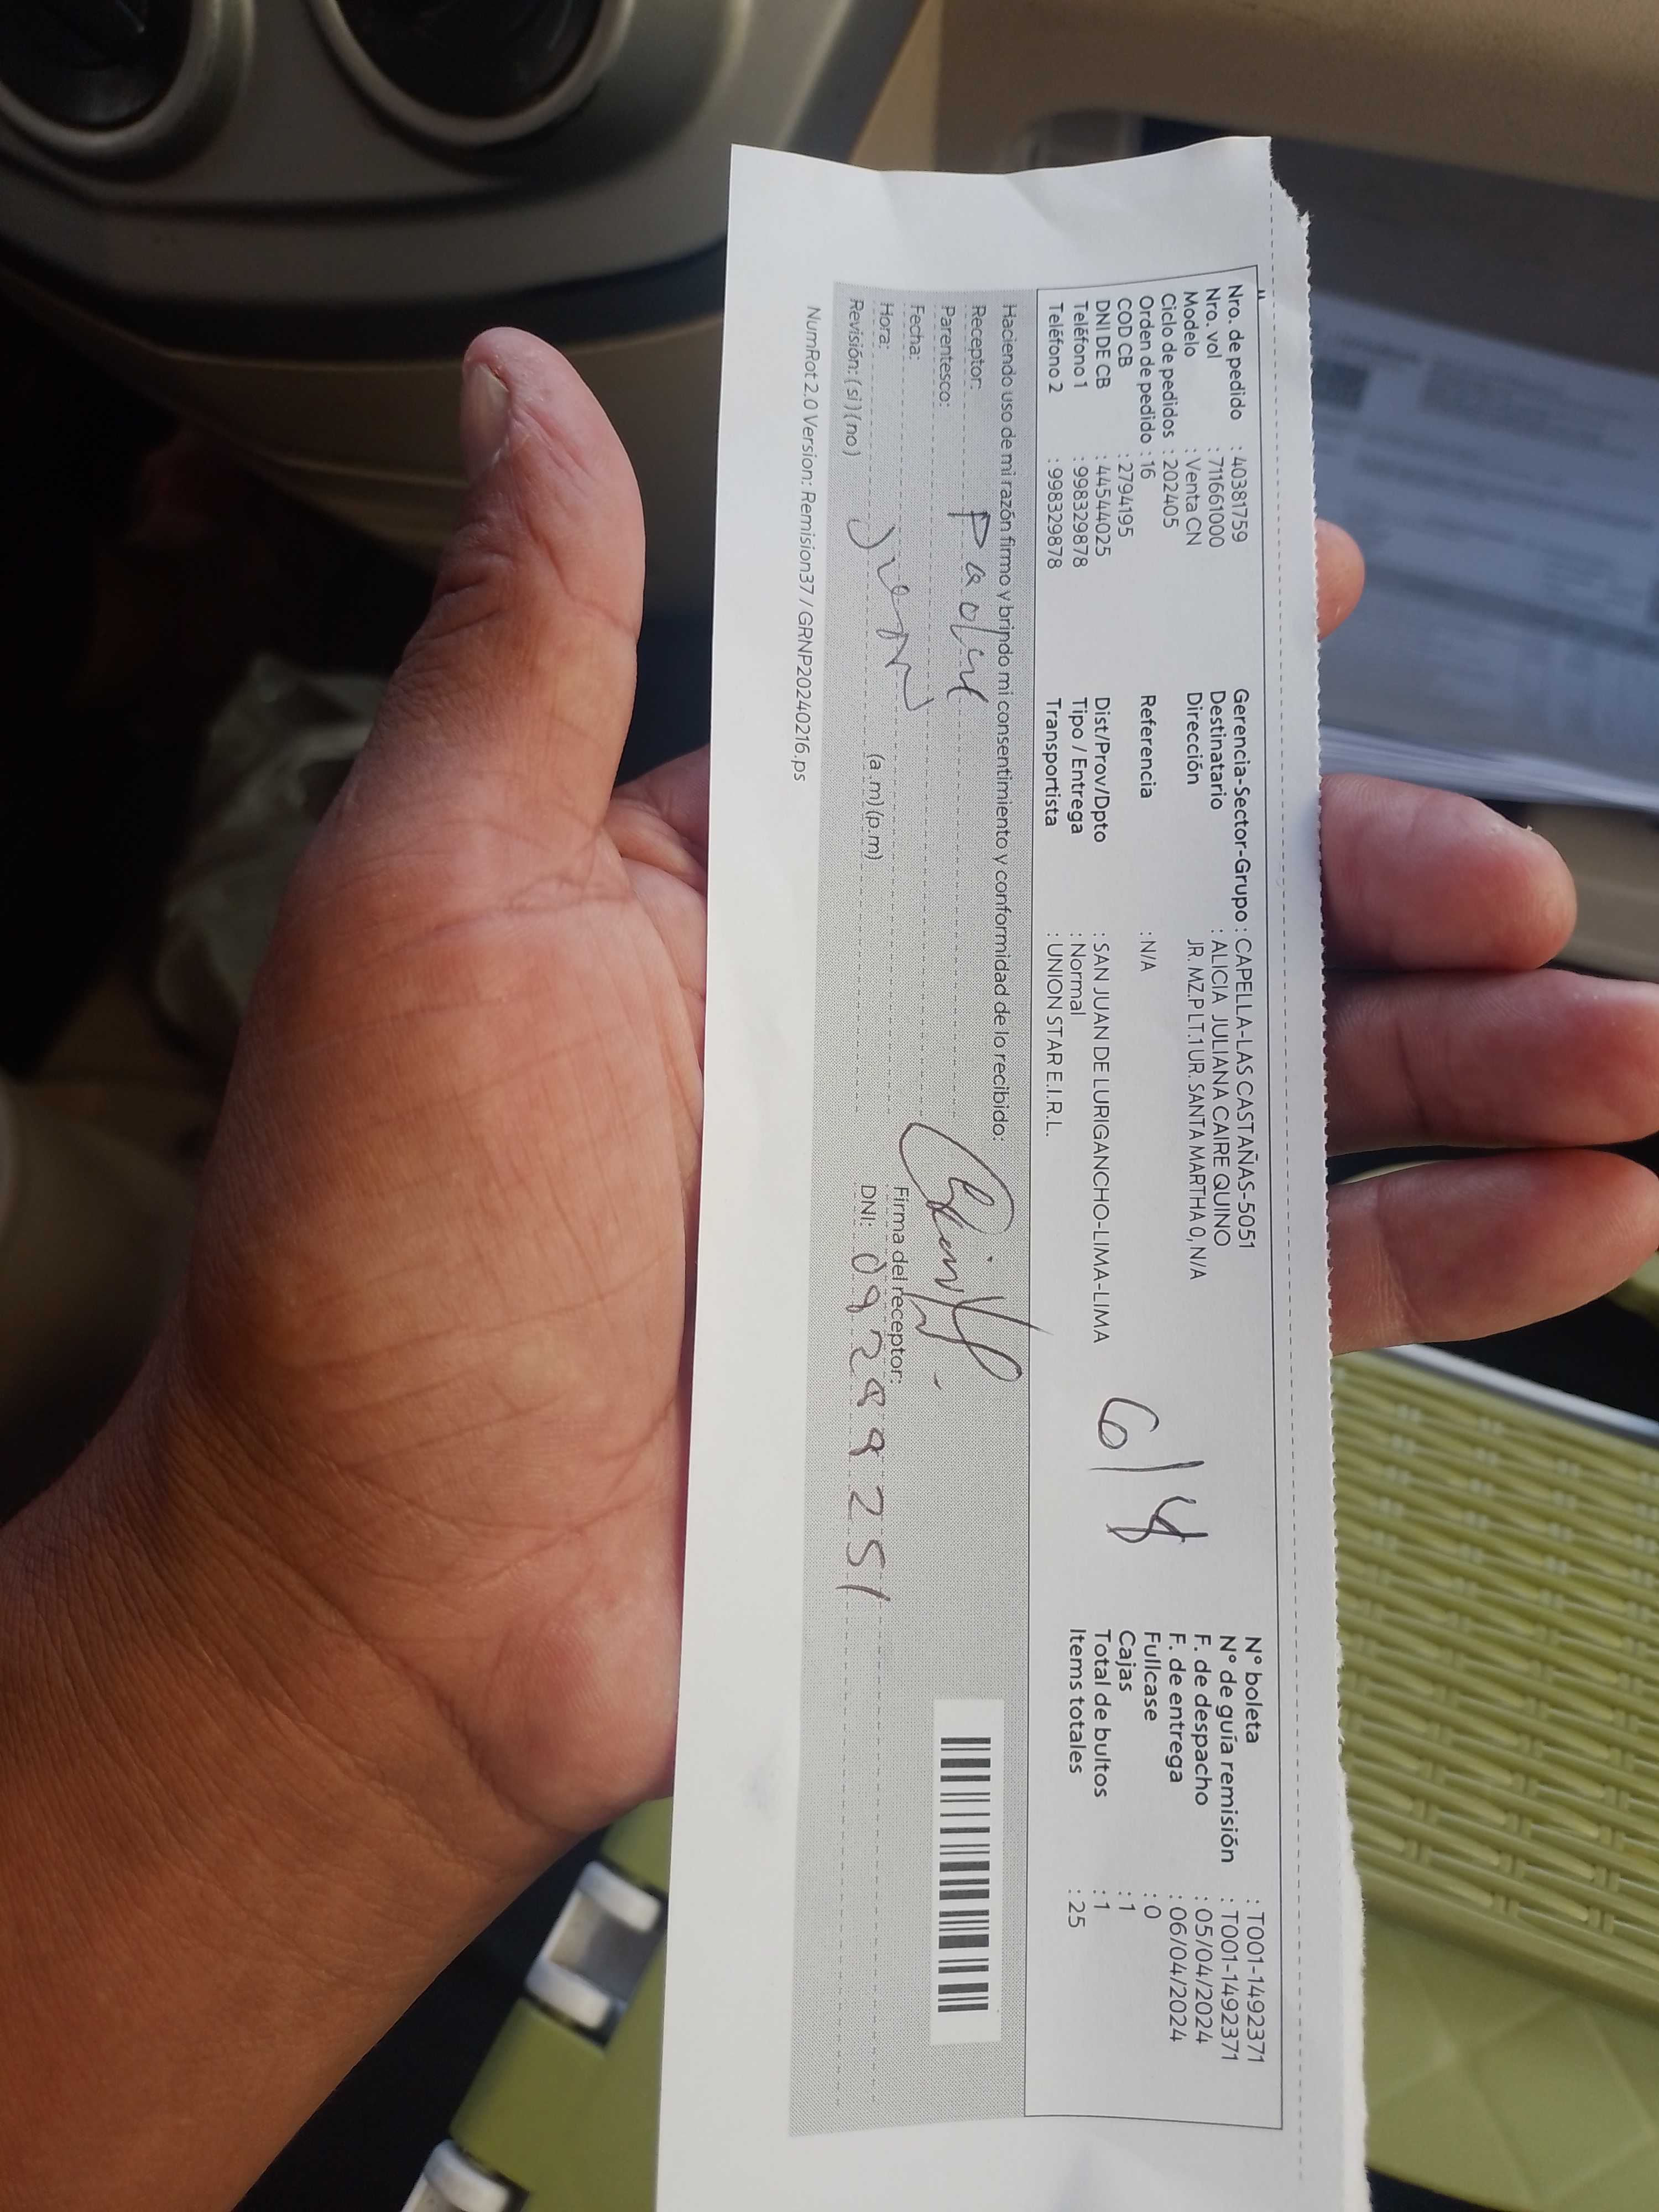 Nro. de pedido : 40381759
Nro. vol : 711661000
Modelo : Venta CN
Ciclo de pedidos : 202405
Orden de pedido : 16
COD CB : 2794195
DNI DE CB : 44544025
Teléfono 1 : 998329878
Teléfono 2 : 998329878
Gerencia-Sector-Grupo : CAPELLA-LAS CASTAÑAS-5051
Destinatario : ALICIA JULIANA CAIRE QUINO
Dirección JR. MZ.P LT.1 UR. SANTA MARTHA 0, N/A
Referencia : N/A
Dist/Prov/Dpto : SAN JUAN DE LURIGANCHO-LIMA-LIMA
Tipo / Entrega : Normal
Transportista : UNION STAR E.I.R.L.
6/4
N° boleta : T001-1492371
N° de guía remisión : T001-1492371
F. de despacho : 05/04/2024
F. de entrega : 06/04/2024
Fullcase : 0
Cajas : 1
Total de bultos : 1
Items totales : 25
Haciendo uso de mi razón firmo y brindo mi consentimiento y conformidad de lo recibido:
Receptor:
Parentesco:
Fecha:
Hora: (a.m) (p.m)
Revisión: ( si ) ( no )
Firma del receptor:
DNI:
NumRot 2.0 Version: Remision37 / GRNP20240216.ps